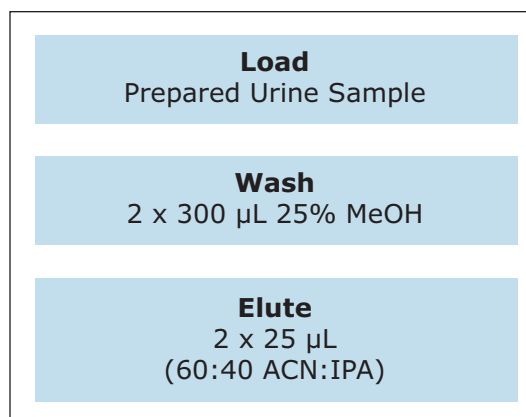 Load
Prepared Urine Sample
Wash
2 x 300 µL 25% MeOH
Elute
2 x 25 µL
(60:40 ACN:IPA)